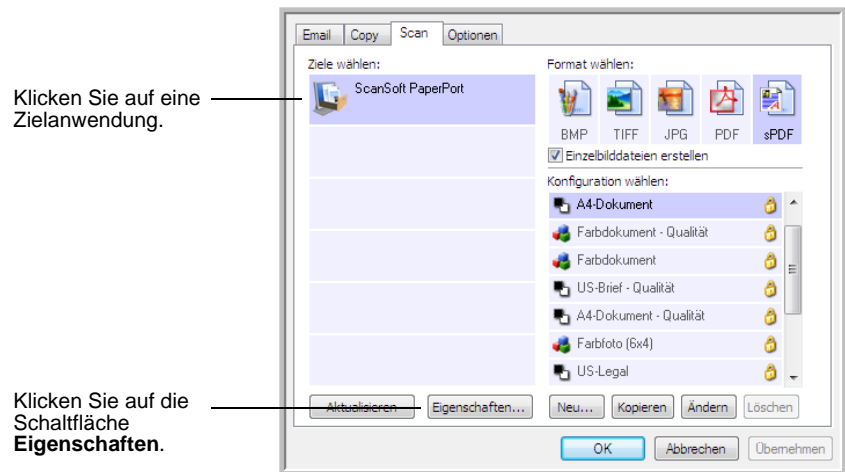 Email Copy Scan Optionen
Ziele wählen:
ScanSoft PaperPort
Format wählen:
BMP TIFF JPG PDF sPDF
Einzelbilddateien erstellen
Konfiguration wählen:
A4-Dokument
Farbdokument - Qualität
Farbdokument
US-Brief - Qualität
A4-Dokument - Qualität
Farbfoto (6x4)
US-Legal
Aktualisieren Eigenschaften... Neu... Kopieren Ändern Löschen
OK Abbrechen Übernehmen
Klicken Sie auf eine
Zielanwendung.
Klicken Sie auf die
Schaltfläche
Eigenschaften.